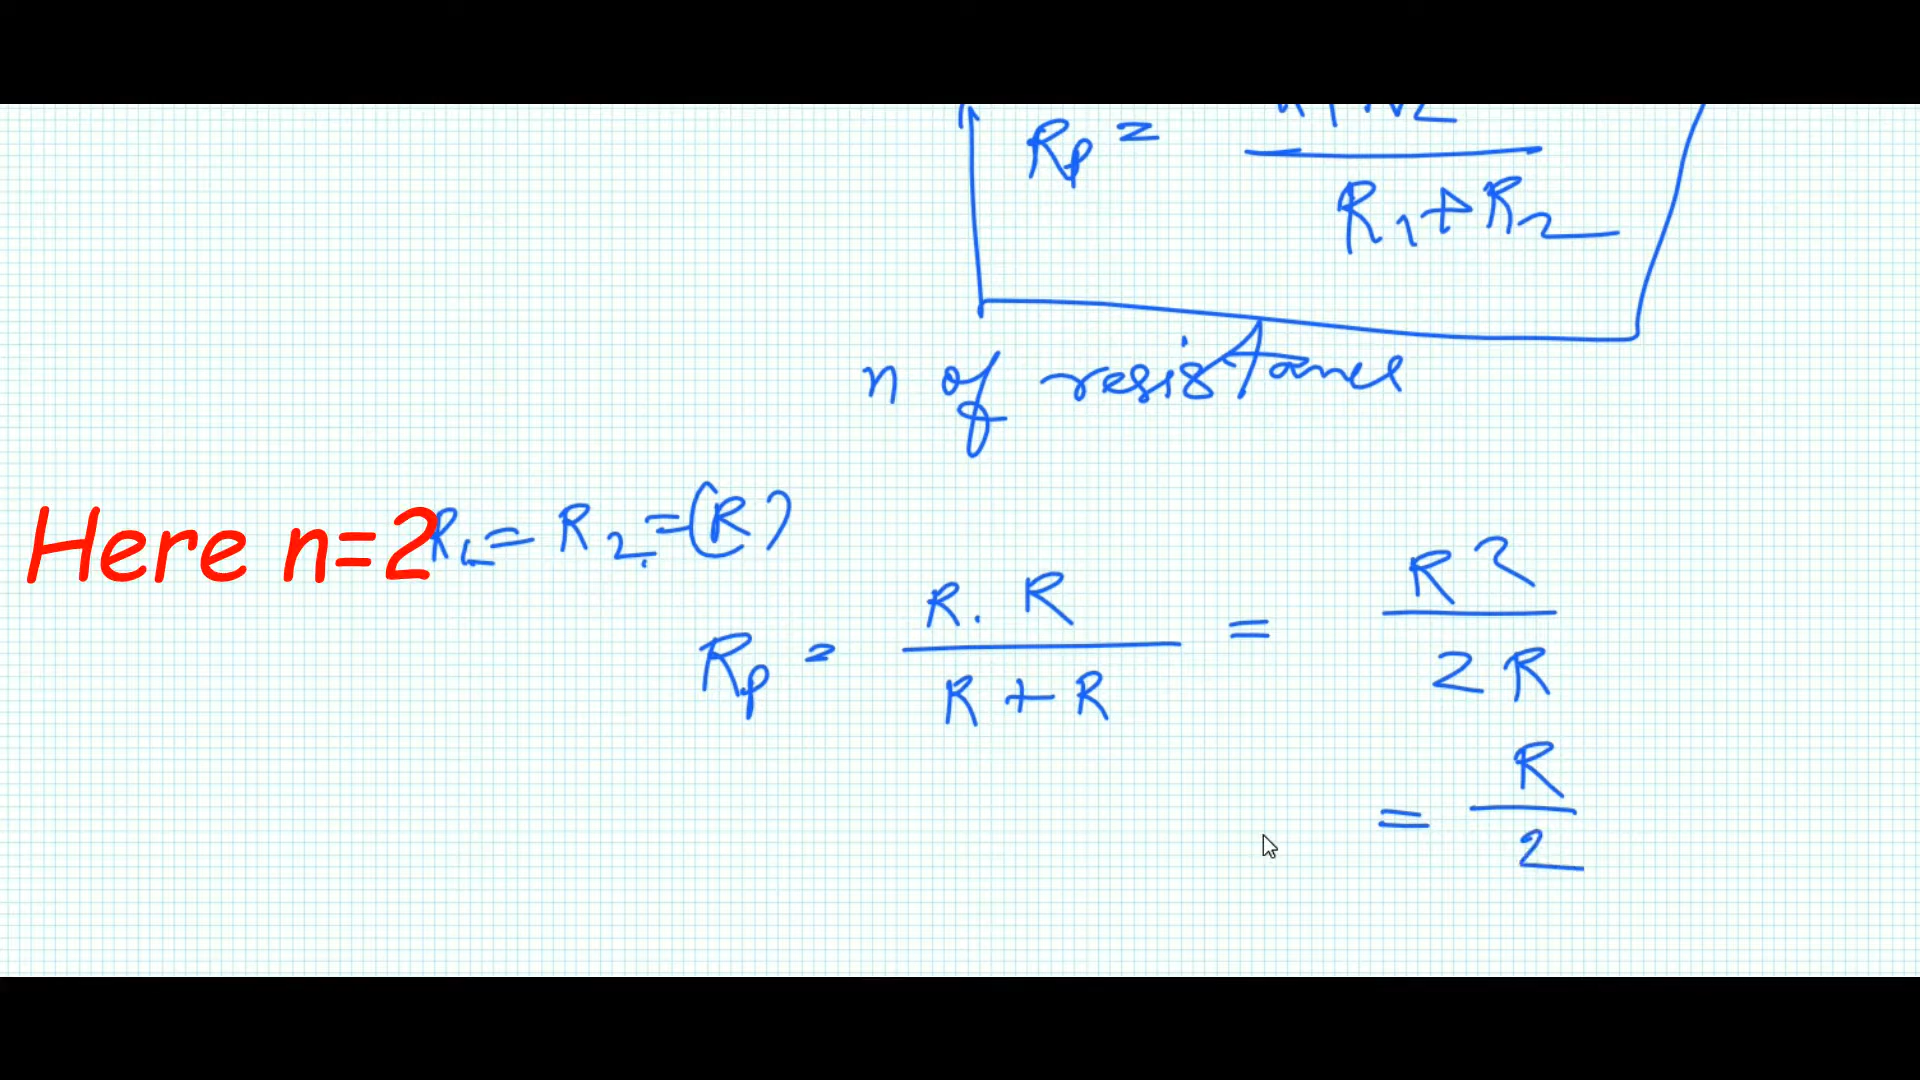 Rp = R1 + R2
n of resistance
Here n=2 R1 = R2 = (R)
Rp = R. R / R + R = R2 / 2R
= R / 2